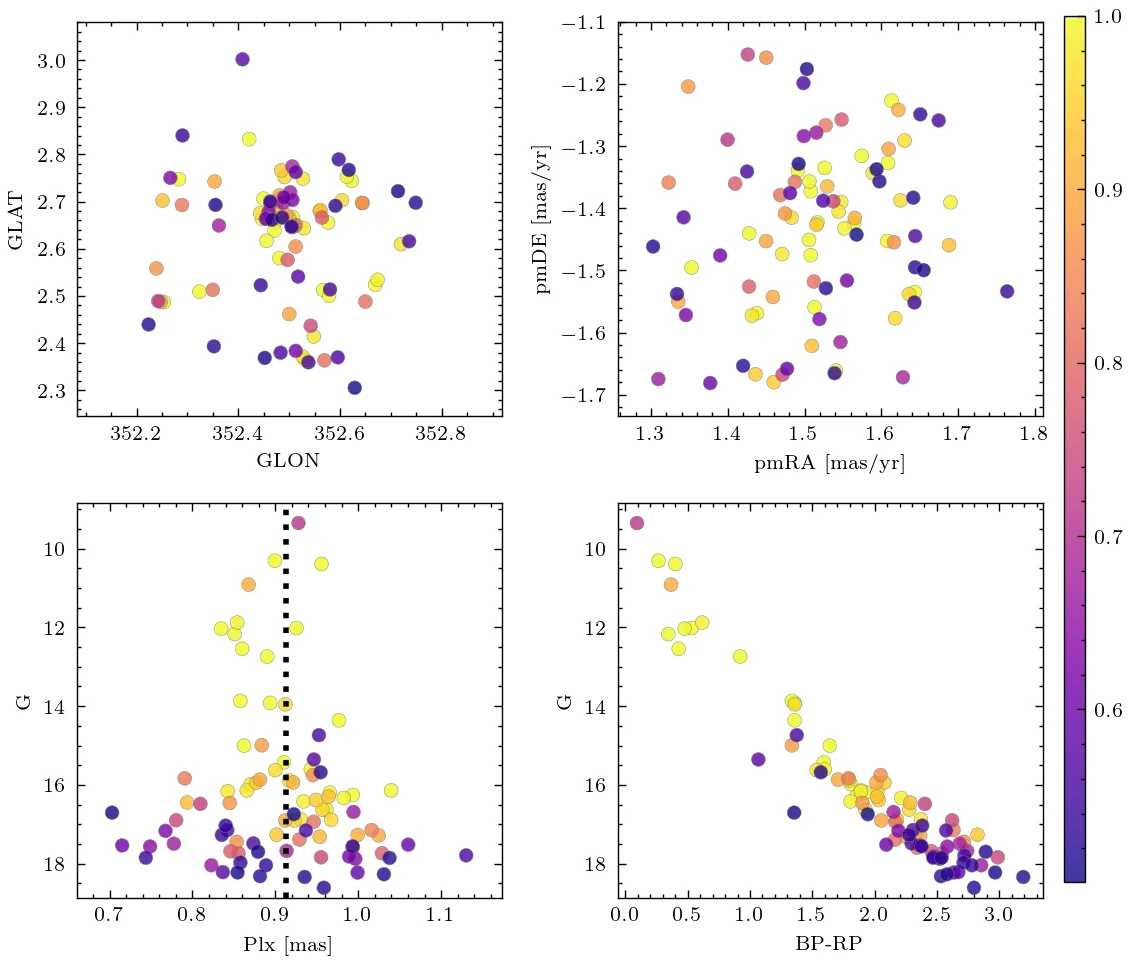 3.0
2.9
2.8
2.7
2.6
2.5
2.4
2.3
GLAT
352.2 352.4 352.6 352.8
GLON
−1.1
−1.2
−1.3
−1.4
−1.5
−1.6
−1.7
pmDE [mas/yr]
1.3 1.4 1.5 1.6 1.7 1.8
pmRA [mas/yr]
10
12
14
16
18
G
0.7 0.8 0.9 1.0 1.1
Plx [mas]
10
12
14
16
18
G
0.0 0.5 1.0 1.5 2.0 2.5 3.0
BP-RP
1.0
0.9
0.8
0.7
0.6